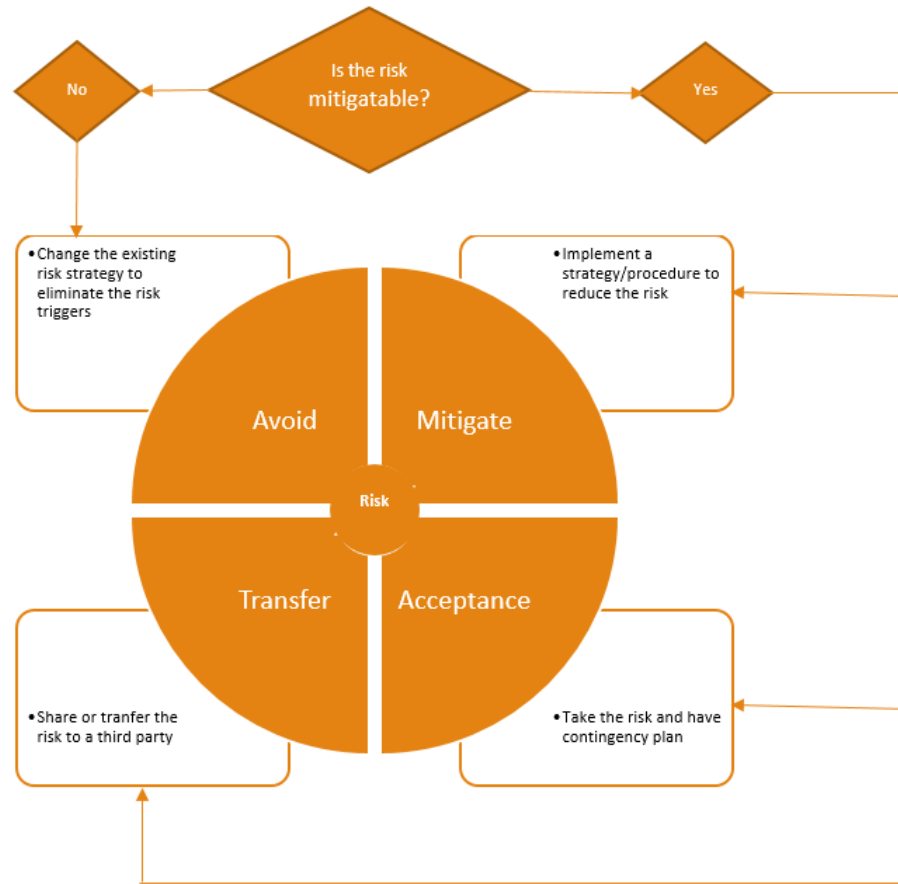 Is the risk
mitigatable?
No
Yes
•Change the existing
risk strategy to
eliminate the risk
triggers
•Implement a
strategy/procedure to
reduce the risk
Avoid
Mitigate
Risk
Transfer
Acceptance
•Share or tranfer the
risk to a third party
•Take the risk and have
contingency plan